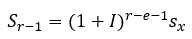 S_{r-1} = (1 + I)^{r-e-1} s_x